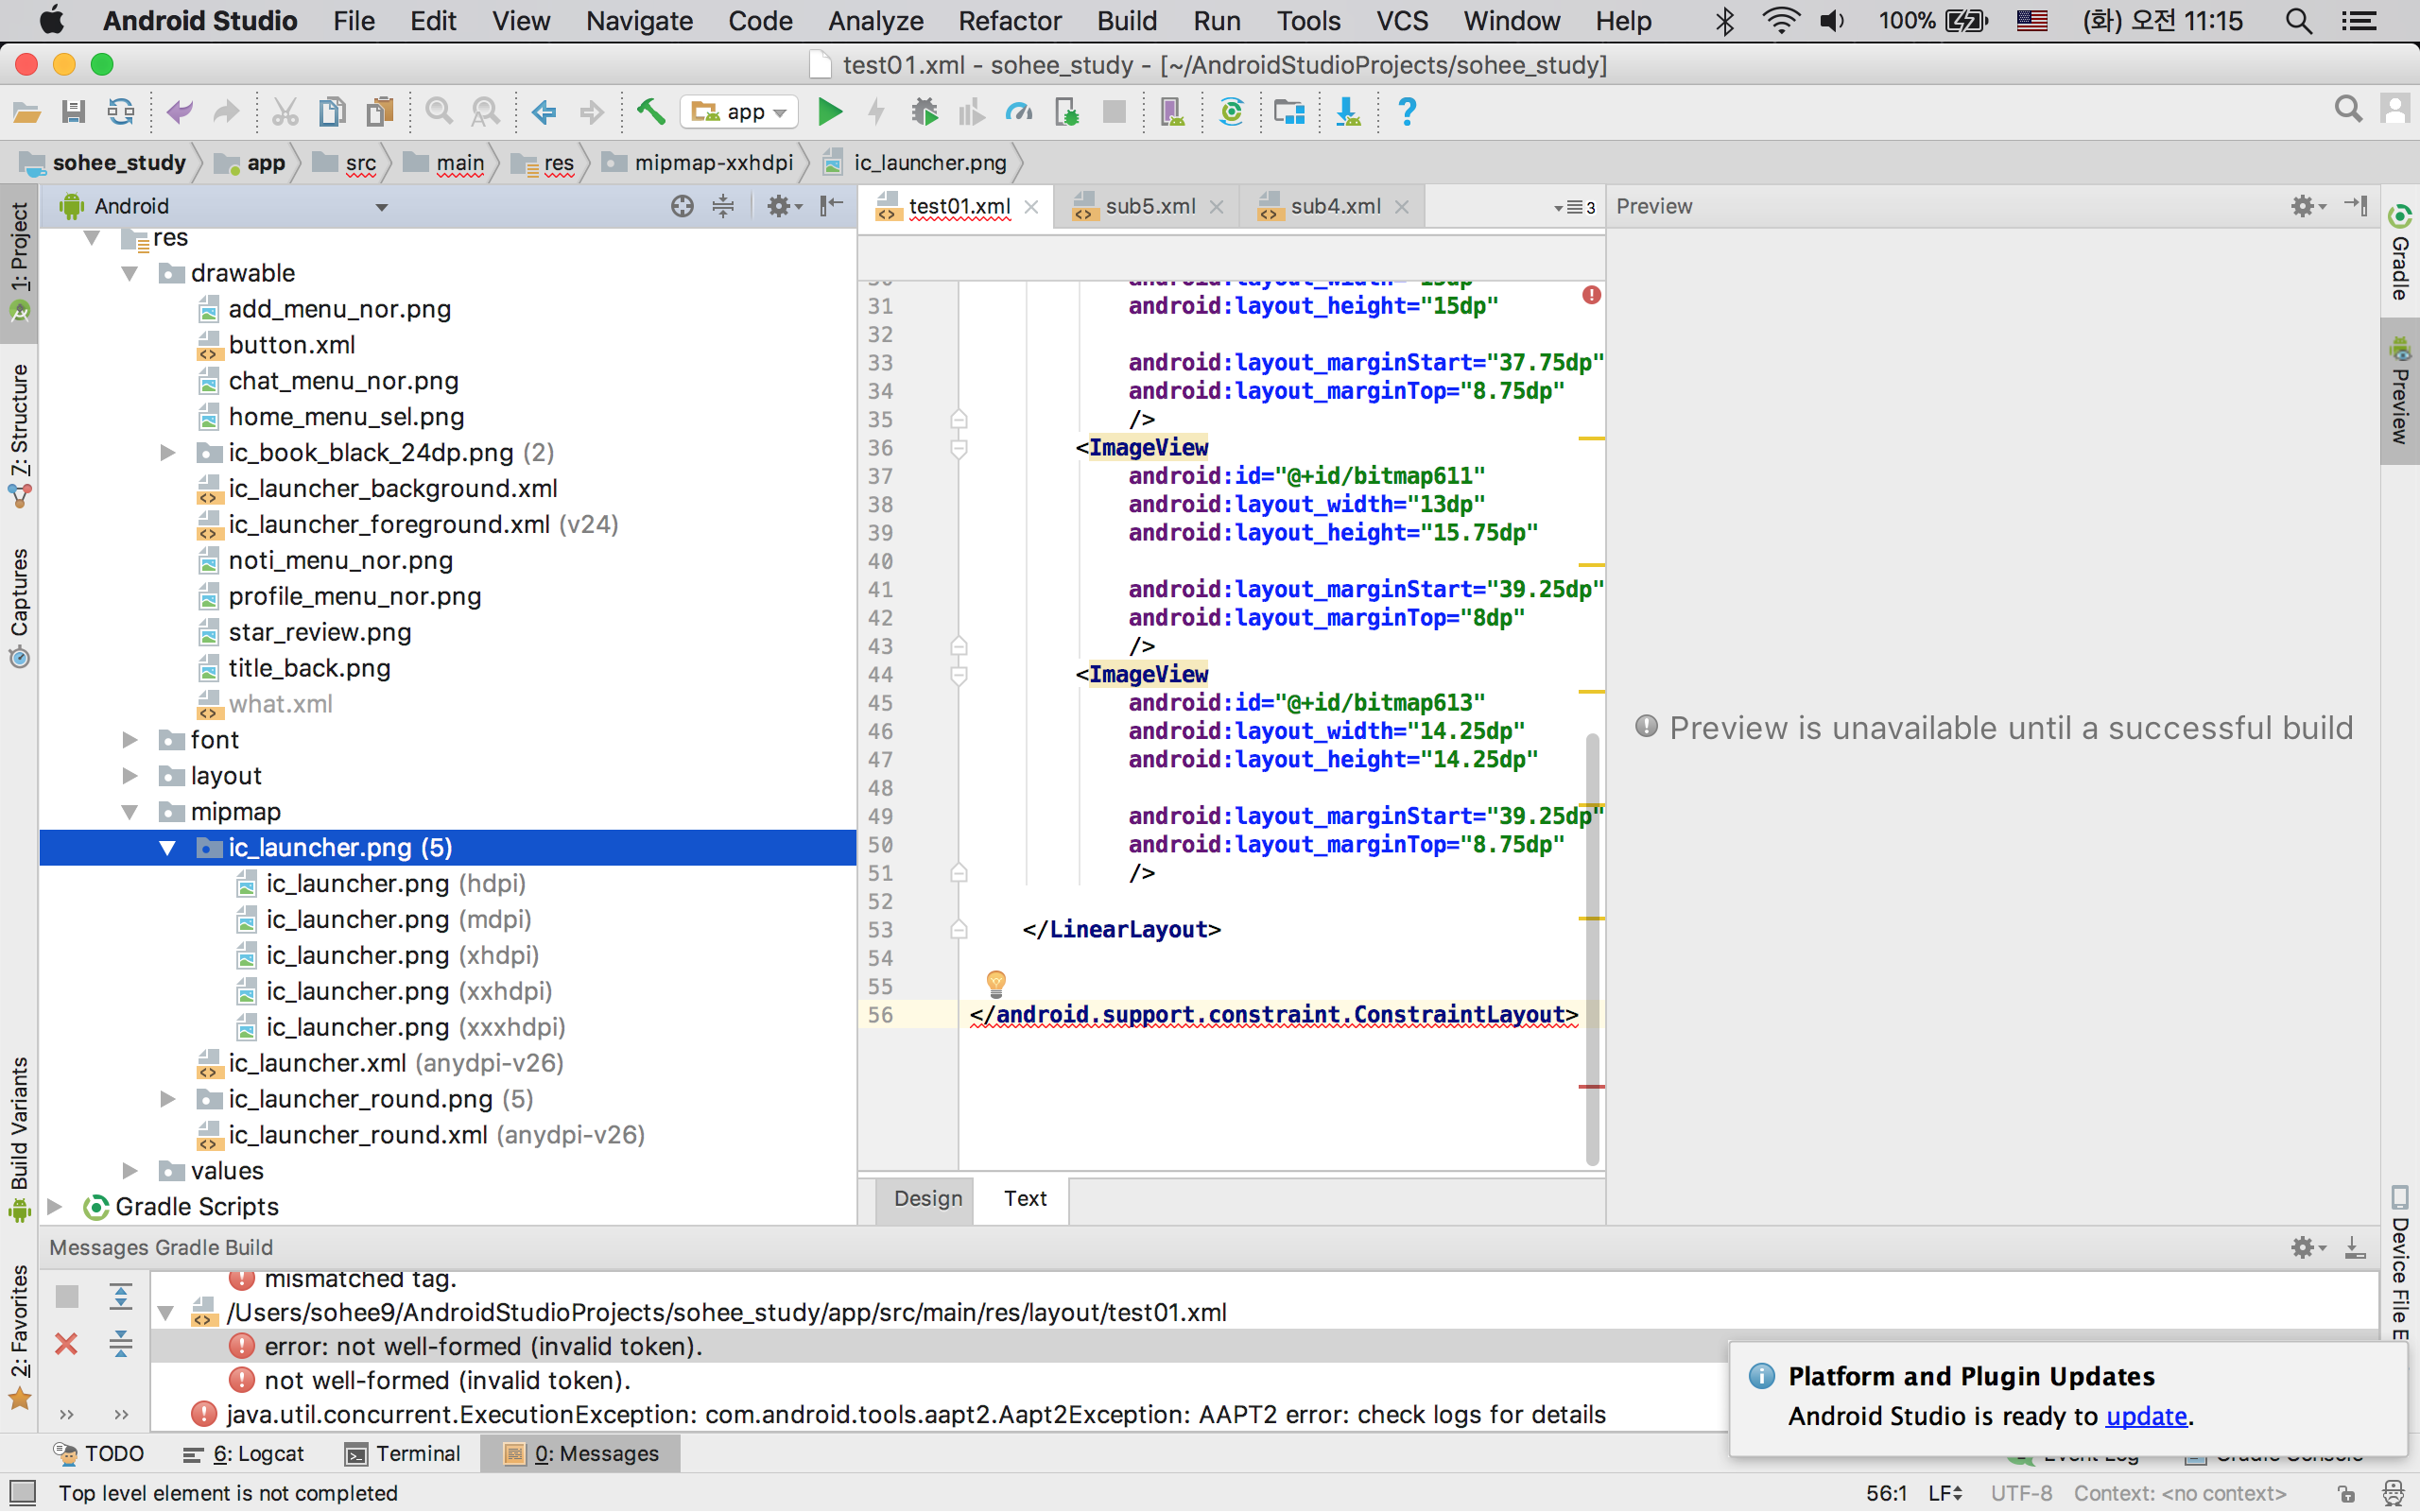 Android Studio File Edit View Navigate Code Analyze Refactor Build Run Tools VCS Window Help 100% (화) 오전 11:15
test01.xml - sohee_study - [~/AndroidStudioProjects/sohee_study]
app
sohee_study app src main res mipmap-xxhdpi ic_launcher.png
1: Project
7: Structure
Captures
Build Variants
2: Favorites
Android
res
drawable
add_menu_nor.png
button.xml
chat_menu_nor.png
home_menu_sel.png
ic_book_black_24dp.png (2)
ic_launcher_background.xml
ic_launcher_foreground.xml (v24)
noti_menu_nor.png
profile_menu_nor.png
star_review.png
title_back.png
what.xml
font
layout
mipmap
ic_launcher.png (5)
ic_launcher.png (hdpi)
ic_launcher.png (mdpi)
ic_launcher.png (xhdpi)
ic_launcher.png (xxhdpi)
ic_launcher.png (xxxhdpi)
ic_launcher.xml (anydpi-v26)
ic_launcher_round.png (5)
ic_launcher_round.xml (anydpi-v26)
values
Gradle Scripts
test01.xml sub5.xml sub4.xml 3
31 android:layout_height="15dp"
32
33 android:layout_marginStart="37.75dp"
34 android:layout_marginTop="8.75dp"
35 />
36 <ImageView
37 android:id="@+id/bitmap611"
38 android:layout_width="13dp"
39 android:layout_height="15.75dp"
40
41 android:layout_marginStart="39.25dp"
42 android:layout_marginTop="8dp"
43 />
44 <ImageView
45 android:id="@+id/bitmap613"
46 android:layout_width="14.25dp"
47 android:layout_height="14.25dp"
48
49 android:layout_marginStart="39.25dp"
50 android:layout_marginTop="8.75dp"
51 />
52
53 </LinearLayout>
54
55
56 </android.support.constraint.ConstraintLayout>
Design Text
Preview
Preview is unavailable until a successful build
Gradle
Preview
Device File E
Messages Gradle Build
mismatched tag.
/Users/sohee9/AndroidStudioProjects/sohee_study/app/src/main/res/layout/test01.xml
error: not well-formed (invalid token).
not well-formed (invalid token).
java.util.concurrent.ExecutionException: com.android.tools.aapt2.Aapt2Exception: AAPT2 error: check logs for details
Platform and Plugin Updates
Android Studio is ready to update.
TODO 6: Logcat Terminal 0: Messages
Top level element is not completed 56:1 LF UTF-8 Context: <no context>